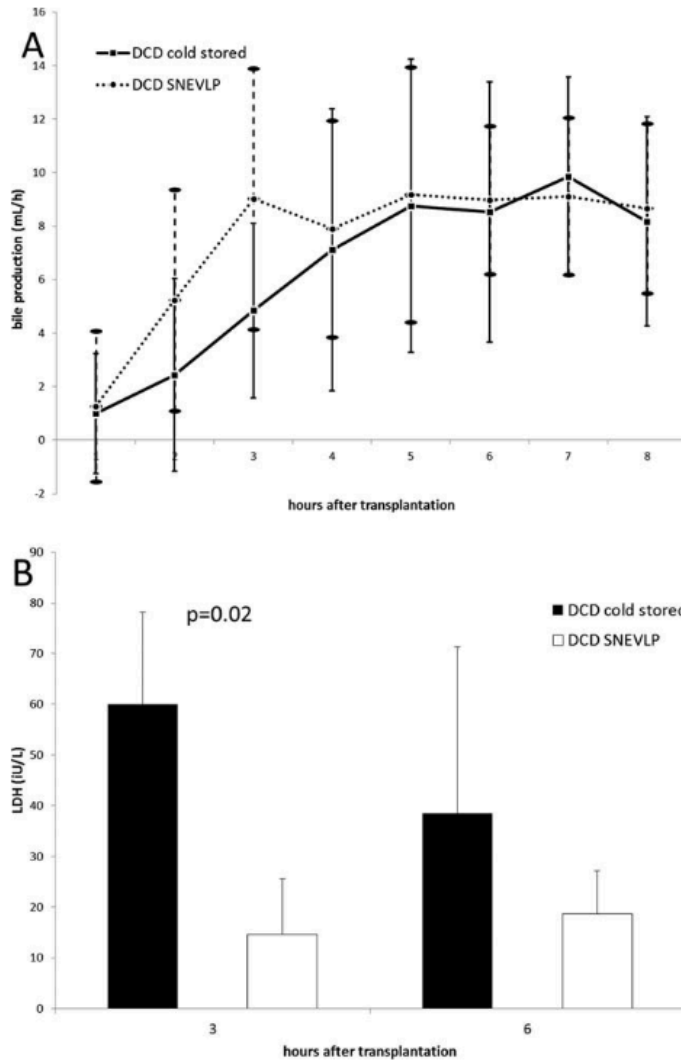 A
DCD cold stored
DCD SNEVLP
bile production (mL/h)
16
14
12
10
8
6
4
2
0
-2
3
4
5
6
7
8
hours after transplantation
B
p=0.02
DCD cold stored
DCD SNEVLP
LDH (iU/L)
90
80
70
60
50
40
30
20
10
0
3
6
hours after transplantation